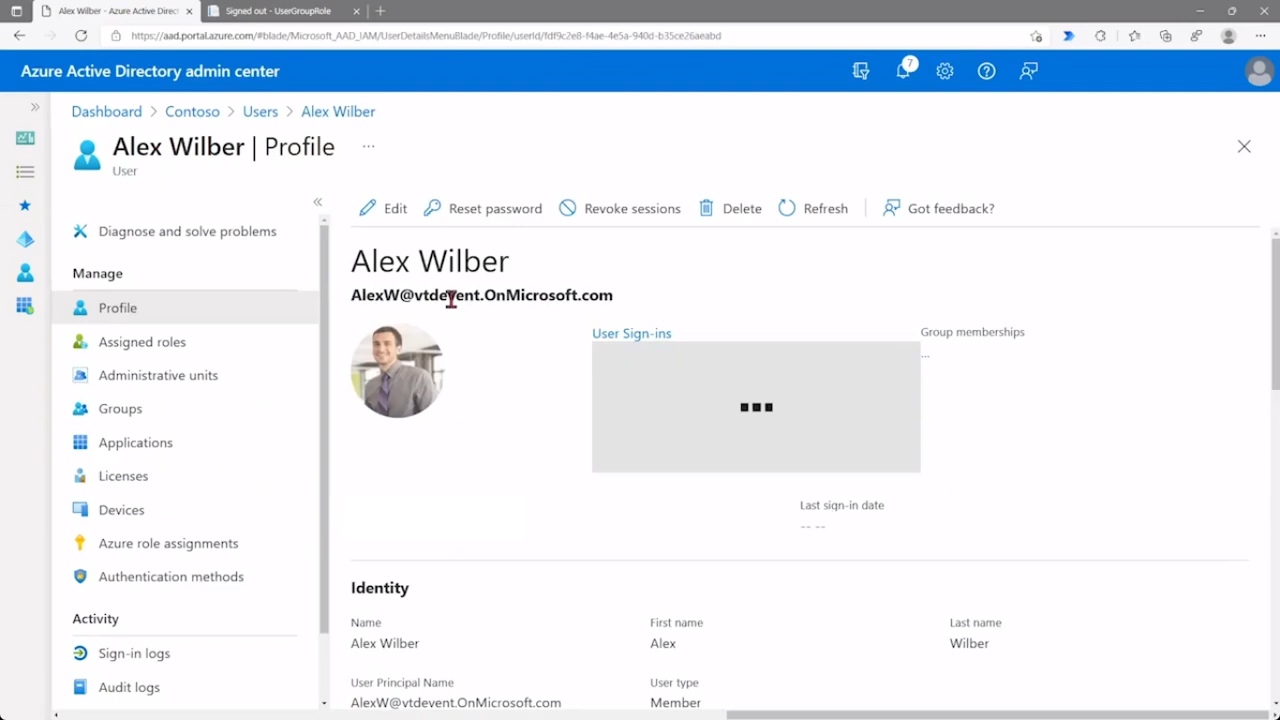 Alex Wilber - Azure Active Direct
Signed out - UserGroupRole
https://aad.portal.azure.com/#blade/Microsoft_AAD_IAM/UserDetailsMenuBlade/Profile/userId/fdf9c2e8-f4ae-4e5a-940d-b35ce26aeabd
Azure Active Directory admin center
7
Dashboard > Contoso > Users > Alex Wilber
Alex Wilber | Profile ...
User
Edit Reset password Revoke sessions Delete Refresh Got feedback?
Diagnose and solve problems
Manage
Profile
Assigned roles
Administrative units
Groups
Applications
Licenses
Devices
Azure role assignments
Authentication methods
Activity
Sign-in logs
Audit logs
Alex Wilber
AlexW@vtdevent.OnMicrosoft.com
User Sign-ins
Group memberships
...
Last sign-in date
-- --
Identity
Name First name Last name
Alex Wilber Alex Wilber
User Principal Name User type
AlexW@vtdevent.OnMicrosoft.com Member